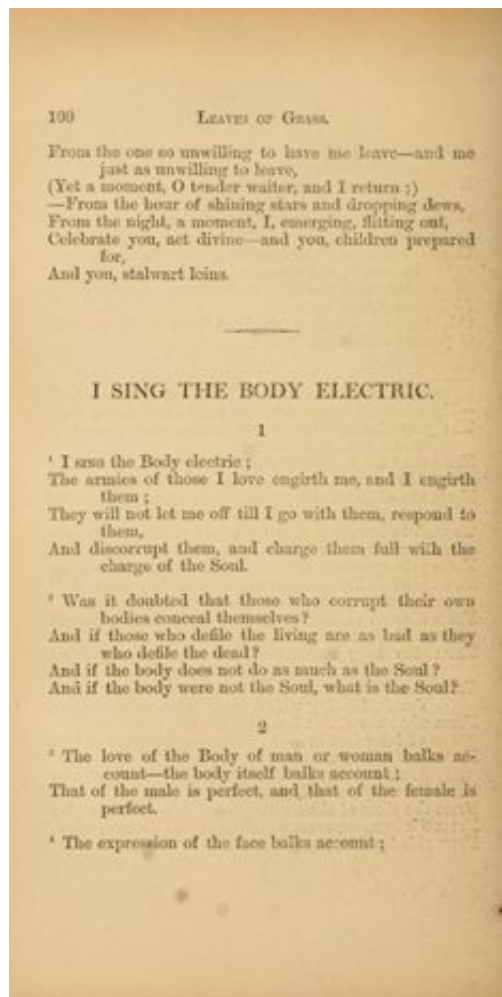 100 LEAVES OF GRASS.
From the one so unwilling to have me leave—and me
just as unwilling to leave,
(Yet a moment, O tender waiter, and I return;)
—From the hour of shining stars and dropping dews,
From the night, a moment, I, emerging, flitting out,
Celebrate you, act divine—and you, children prepared
for,
And you, stalwart loins.
I SING THE BODY ELECTRIC.
1
¹ I SING the Body electric;
The armies of those I love engirth me, and I engirth
them;
They will not let me off till I go with them, respond to
them,
And discorrupt them, and charge them full with the
charge of the Soul.
² Was it doubted that those who corrupt their own
bodies conceal themselves?
And if those who defile the living are as bad as they
who defile the dead?
And if the body does not do as much as the Soul?
And if the body were not the Soul, what is the Soul?
2
³ The love of the Body of man or woman balks ac-
count—the body itself balks account;
That of the male is perfect, and that of the female is
perfect.
⁴ The expression of the face balks account;